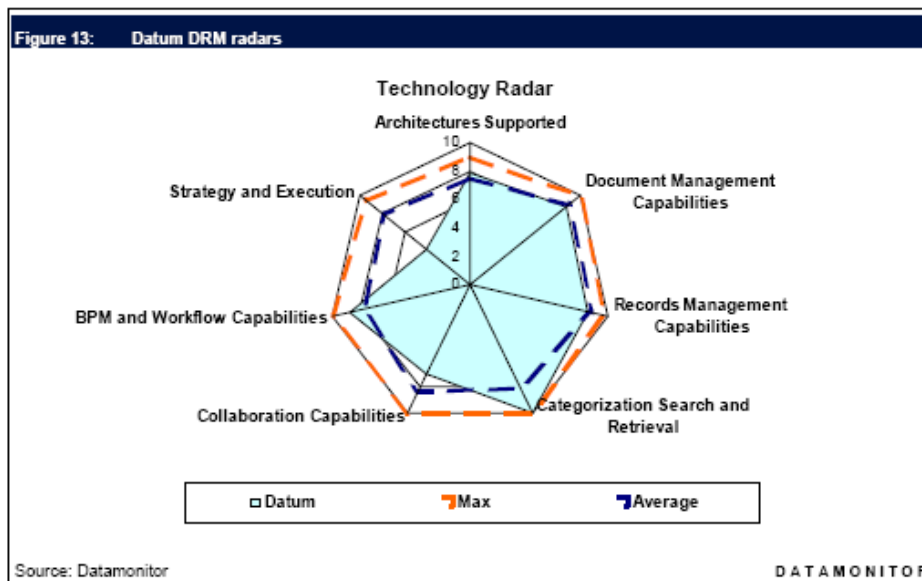 Figure 13: Datum DRM radars
Technology Radar
Architectures Supported
10
8
6
4
2
0
Document Management
Capabilities
Records Management
Capabilities
Categorization Search and
Retrieval
Collaboration Capabilities
BPM and Workflow Capabilities
Strategy and Execution
Datum
Max
Average
Source: Datamonitor
DATAMONITOR